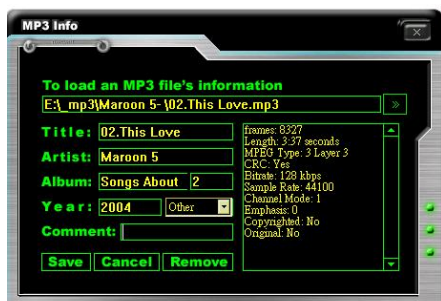 MP3 Info
To load an MP3 file's information
E:\_mp3\Maroon 5- \02.This Love.mp3
Title: 02.This Love
Artist: Maroon 5
Album: Songs About 2
Year: 2004 Other
Comment:
Save Cancel Remove
frames: 8327
Length: 3:37 seconds
MPEG Type: 3 Layer 3
CRC: Yes
Bitrate: 128 kbps
Sample Rate: 44100
Channel Mode: 1
Emphasis: 0
Copyrighted: No
Original: No